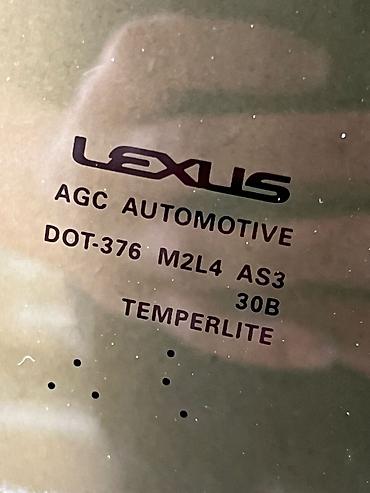 LEXUS
AGC AUTOMOTIVE
DOT-376 M2L4 AS3
30B
TEMPERLITE